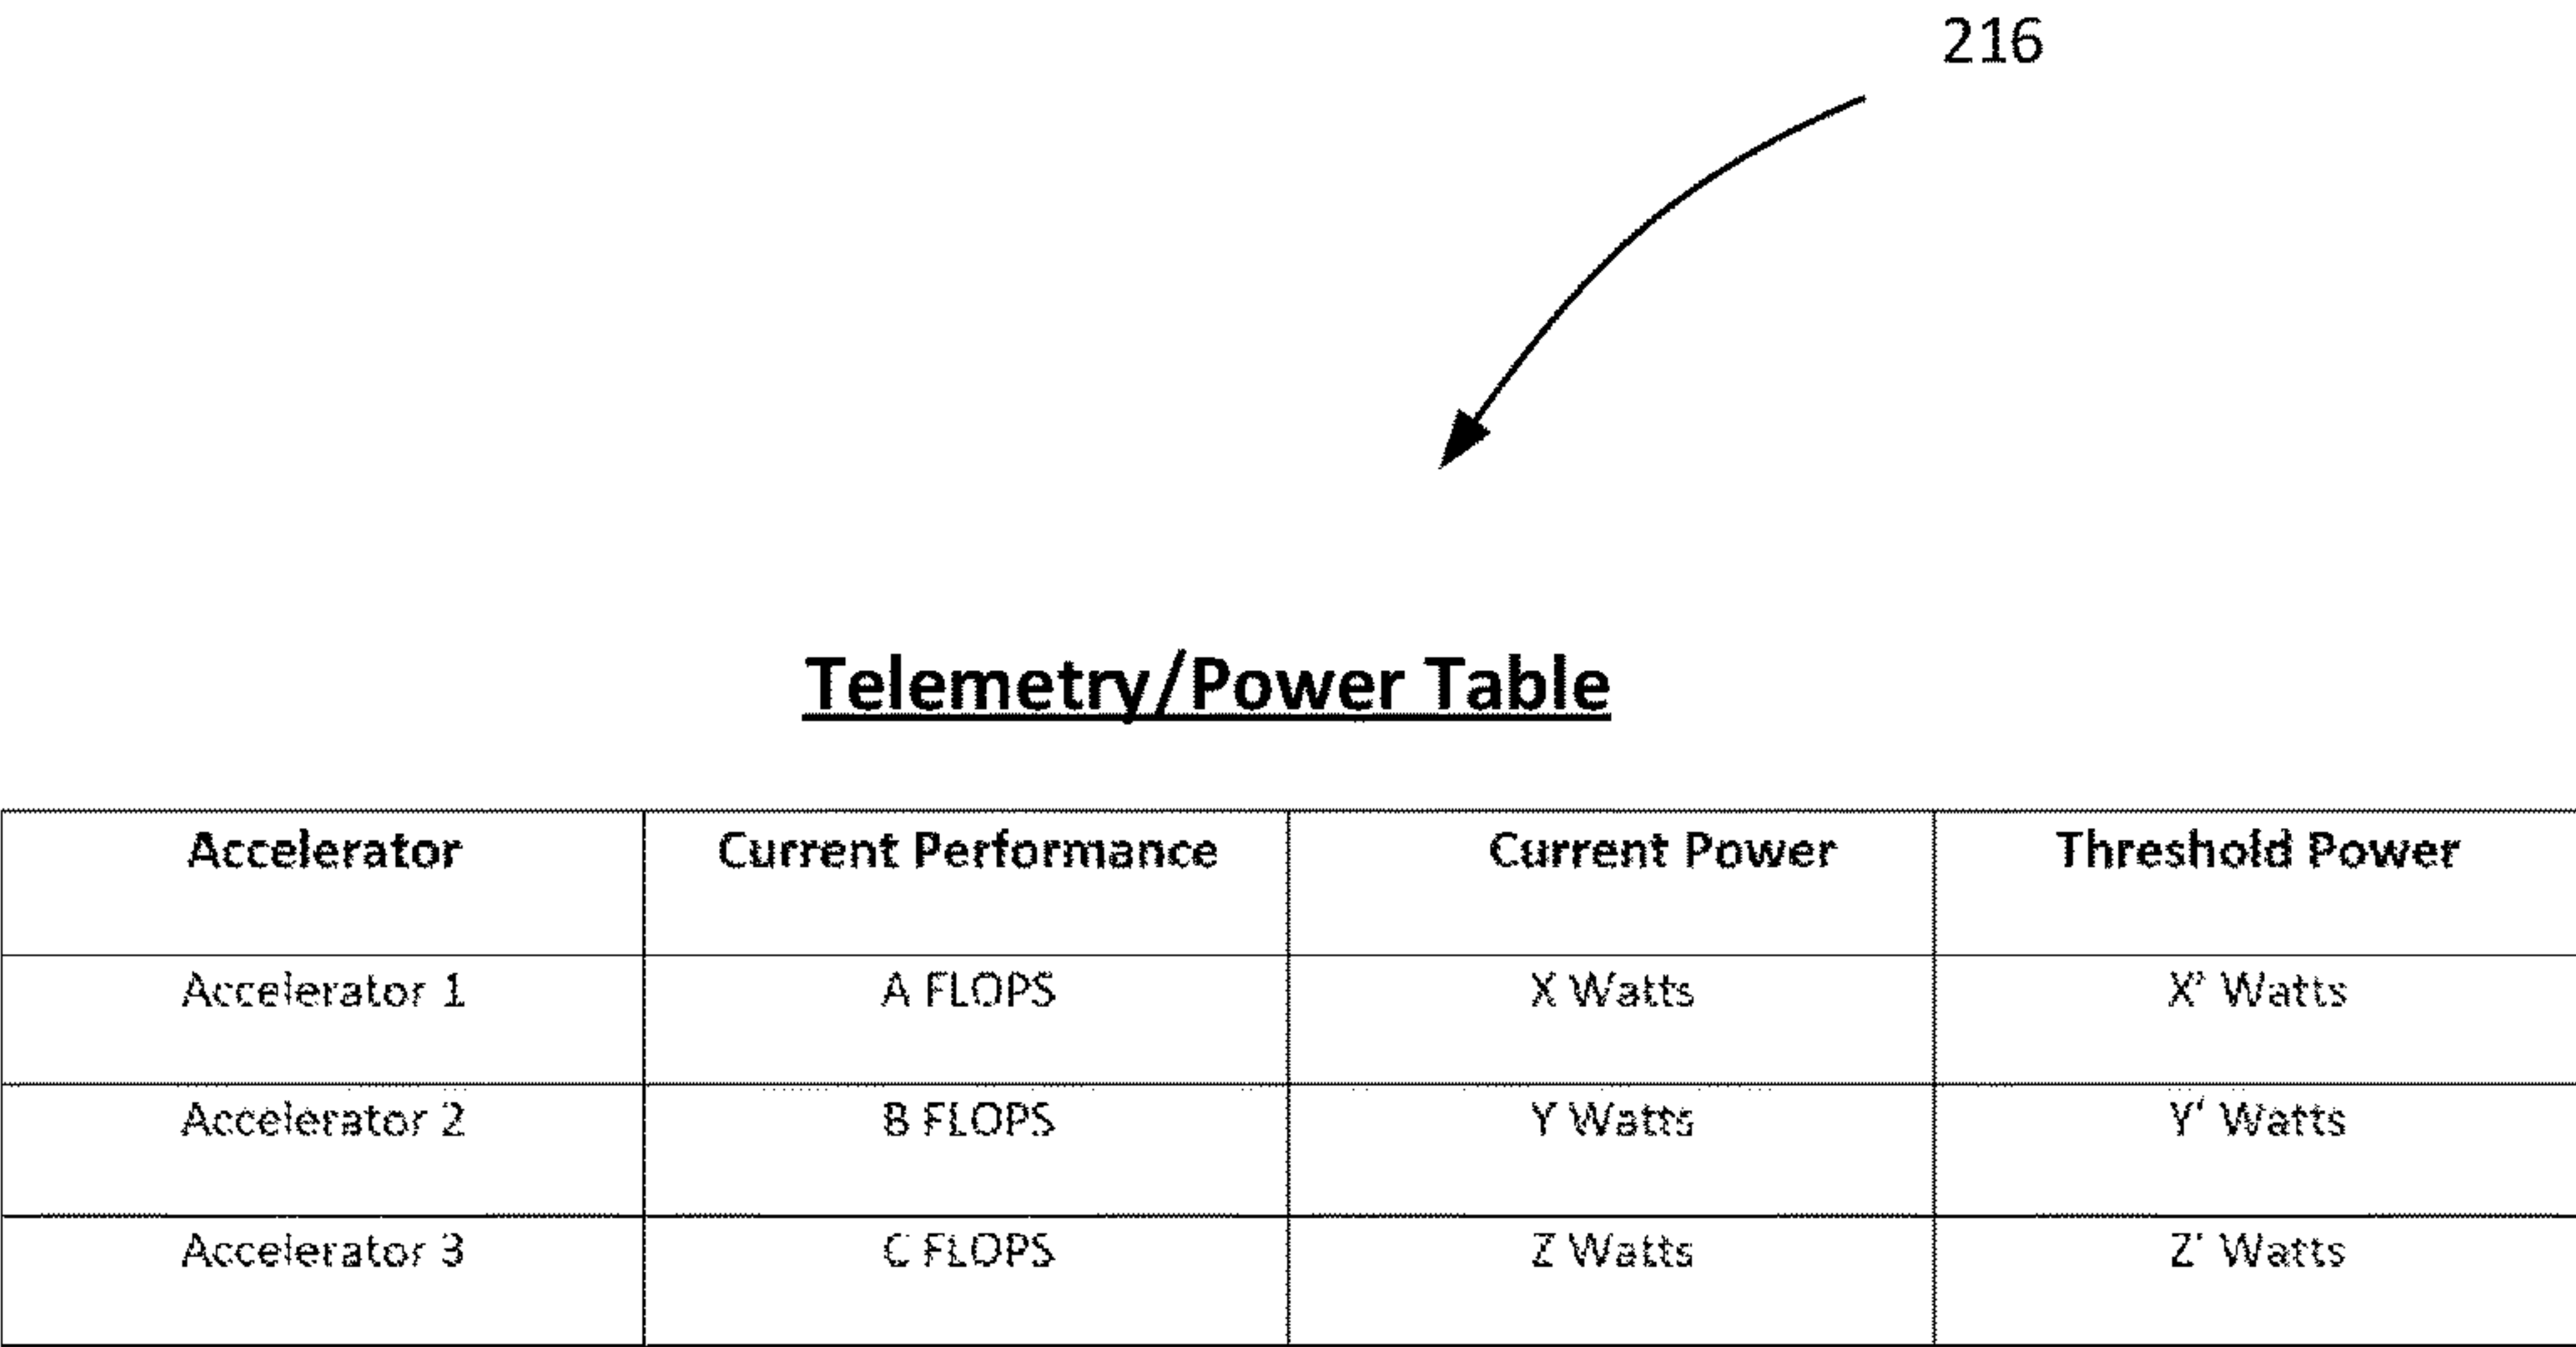 216
Telemetry/Power Table
Accelerator Current Performance Current Power Threshold Power
Accelerator 1 A FLOPS X Watts X' Watts
Accelerator 2 B FLOPS Y Watts Y' Watts
Accelerator 3 C FLOPS Z Watts Z' Watts